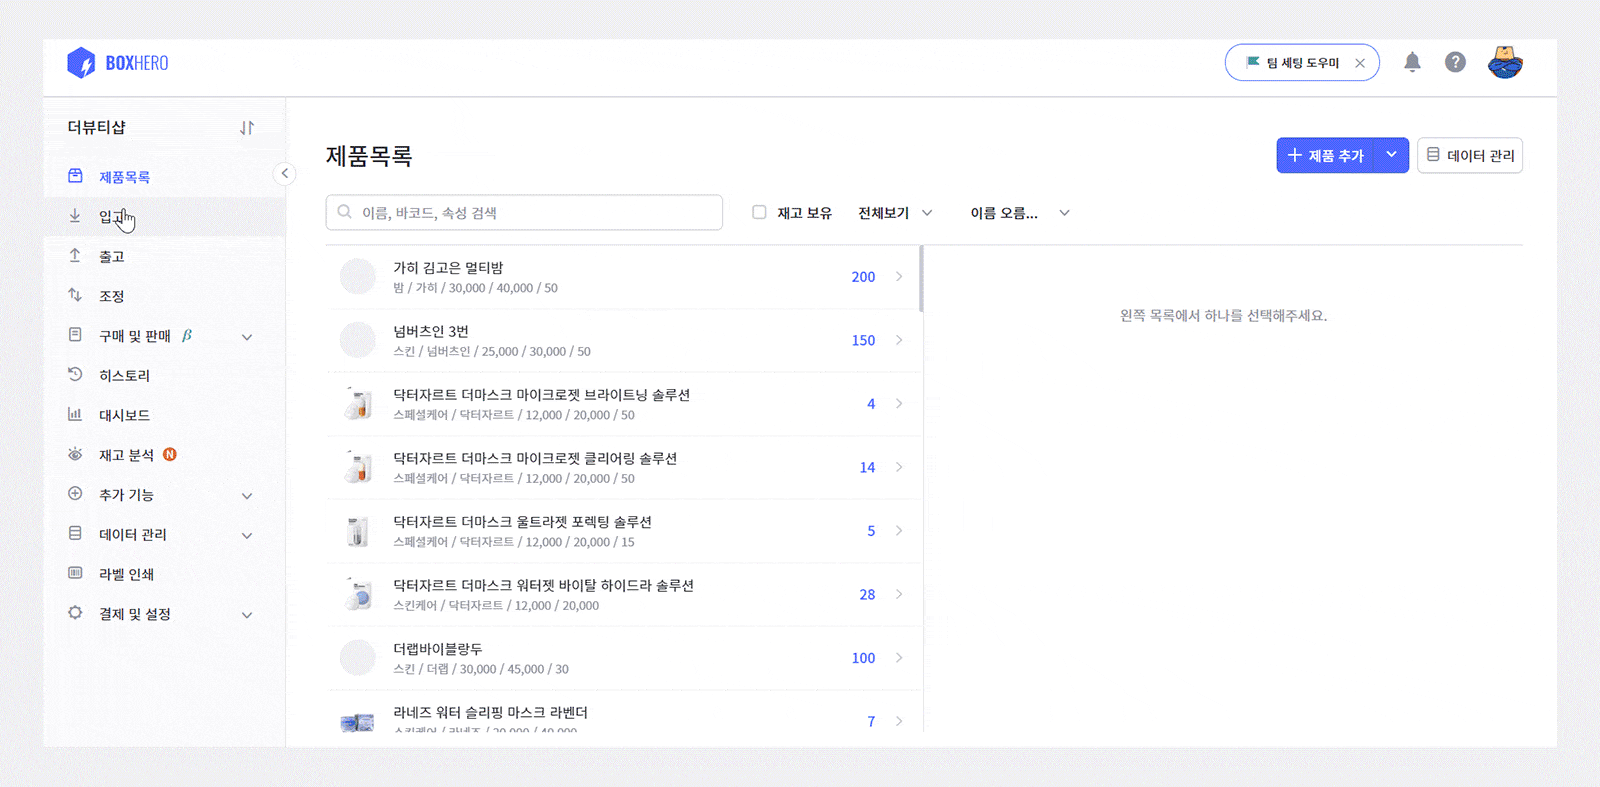 BOXHERO
팀 세팅 도우미
더뷰티샵
제품목록
입고
출고
조정
구매 및 판매 β
히스토리
대시보드
재고 분석 N
추가 기능
데이터 관리
라벨 인쇄
결제 및 설정
제품목록
제품 추가
데이터 관리
이름, 바코드, 속성 검색
재고 보유
전체보기
이름 오름...
가히 김고은 멀티밤
밤 / 가히 / 30,000 / 40,000 / 50
200
넘버츠인 3번
스킨 / 넘버츠인 / 25,000 / 30,000 / 50
150
닥터자르트 더마스크 마이크로젯 브라이트닝 솔루션
스페셜케어 / 닥터자르트 / 12,000 / 20,000 / 50
4
닥터자르트 더마스크 마이크로젯 클리어링 솔루션
스페셜케어 / 닥터자르트 / 12,000 / 20,000 / 50
14
닥터자르트 더마스크 울트라젯 포렉팅 솔루션
스페셜케어 / 닥터자르트 / 12,000 / 20,000 / 15
5
닥터자르트 더마스크 워터젯 바이탈 하이드라 솔루션
스킨케어 / 닥터자르트 / 12,000 / 20,000
28
더랩바이블랑두
스킨 / 더랩 / 30,000 / 45,000 / 30
100
라네즈 워터 슬리핑 마스크 라벤더
스킨케어 / 라네즈 /
7
왼쪽 목록에서 하나를 선택해주세요.